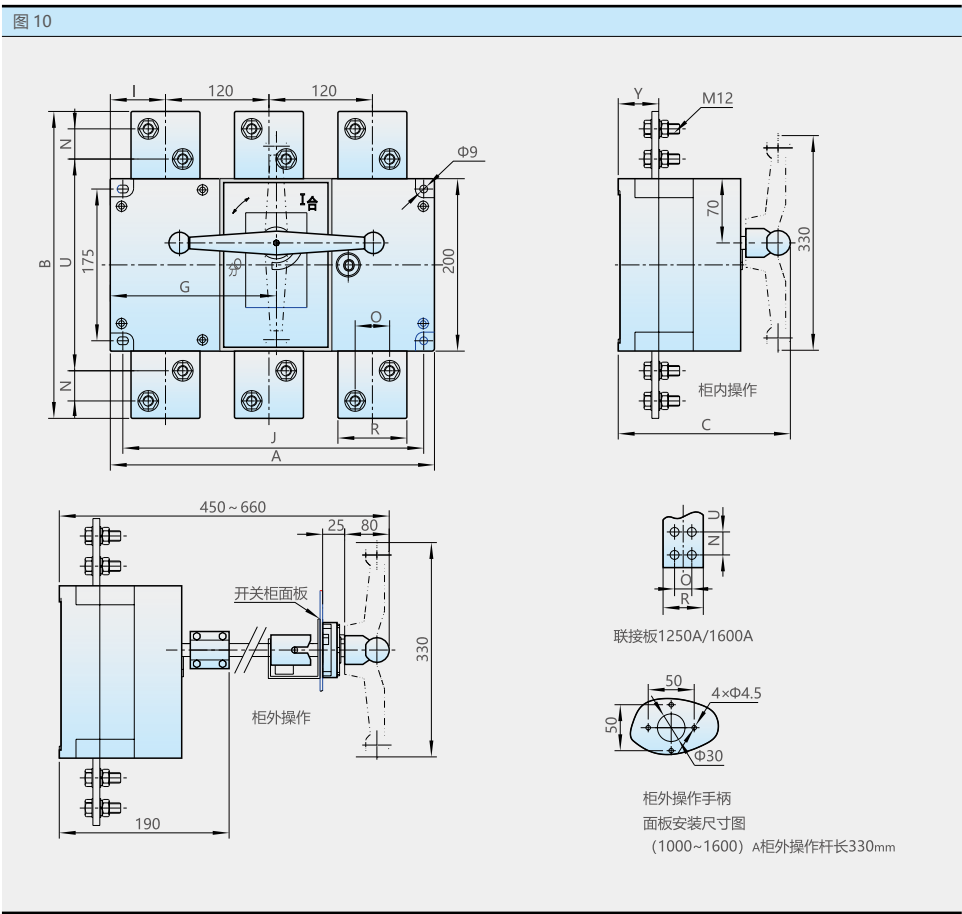 图 10
I
120
120
N
Φ9
I合
B
U
175
分O
200
G
O
N
R
J
A
Y
M12
70
330
柜内操作
C
450～660
25
80
开关柜面板
330
柜外操作
190
U
N
O
R
联接板1250A/1600A
50
4×Φ4.5
50
Φ30
柜外操作手柄
面板安装尺寸图
（1000~1600）A柜外操作杆长330mm